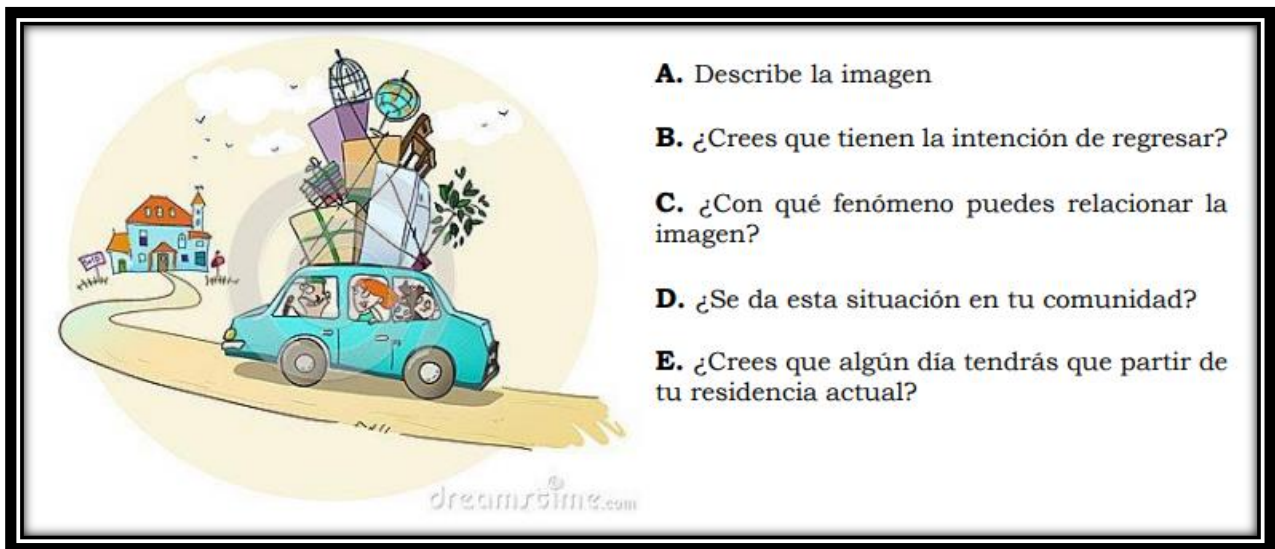 A. Describe la imagen
B. ¿Crees que tienen la intención de regresar?
C. ¿Con qué fenómeno puedes relacionar la
imagen?
D. ¿Se da esta situación en tu comunidad?
E. ¿Crees que algún día tendrás que partir de
tu residencia actual?
dreamstime.com